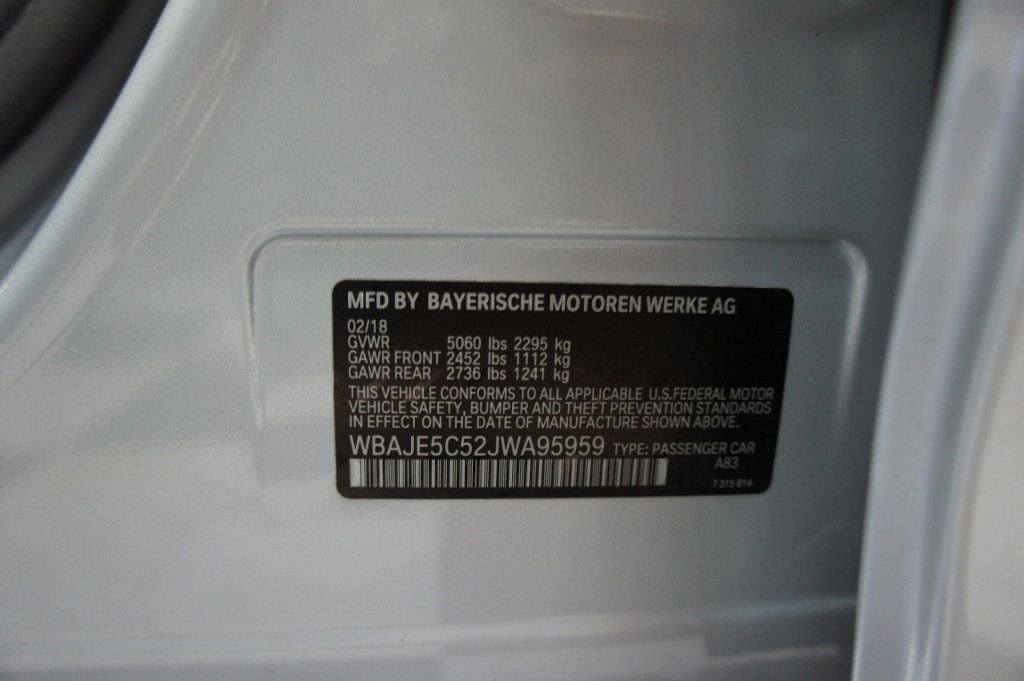 MFD BY BAYERISCHE MOTOREN WERKE AG
02/18
GVWR 5060 lbs 2295 kg
GAWR FRONT 2452 lbs 1112 kg
GAWR REAR 2736 lbs 1241 kg
THIS VEHICLE CONFORMS TO ALL APPLICABLE U.S.FEDERAL MOTOR
VEHICLE SAFETY, BUMPER AND THEFT PREVENTION STANDARDS
IN EFFECT ON THE DATE OF MANUFACTURE SHOWN ABOVE.
WBAJE5C52JWA95959 TYPE: PASSENGER CAR
A83
7315814